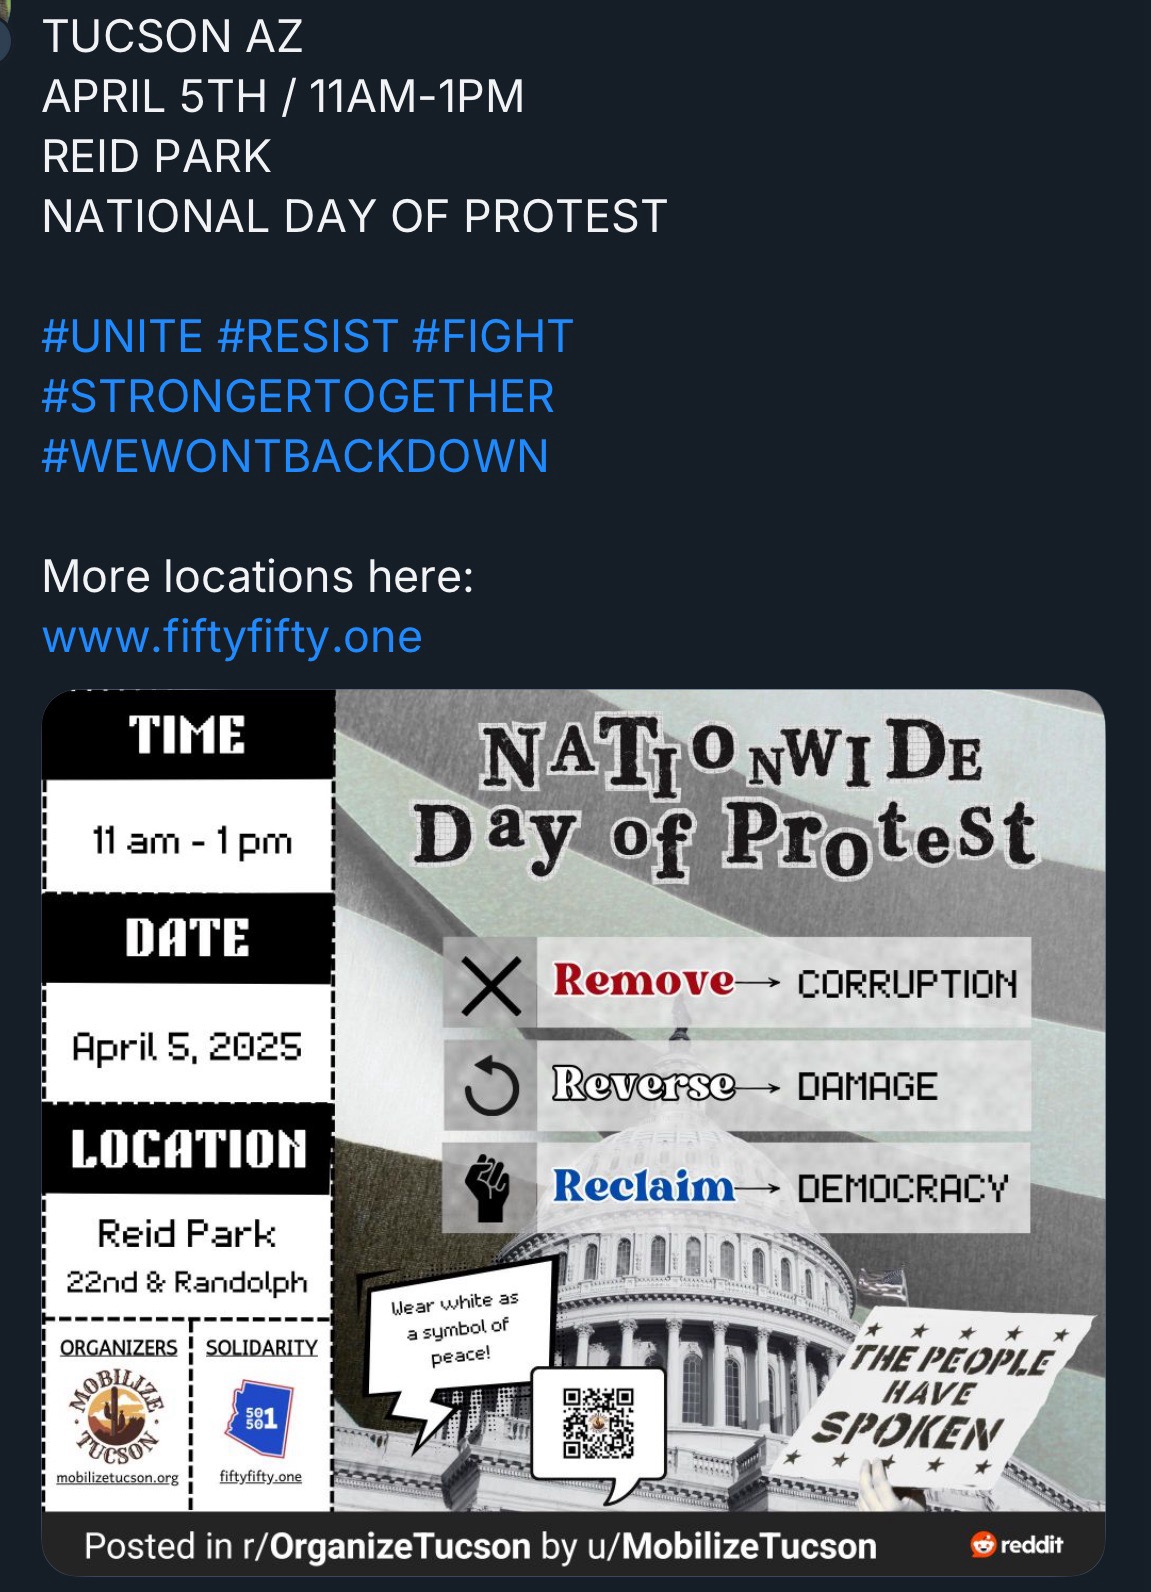 TUCSON AZ
APRIL 5TH / 11AM-1PM
REID PARK
NATIONAL DAY OF PROTEST
#UNITE #RESIST #FIGHT
#STRONGERTOGETHER
#WEWONTBACKDOWN
More locations here:
www.fiftyfifty.one
TIME
11 am - 1 pm
DATE
April 5, 2025
LOCATION
Reid Park
22nd & Randolph
ORGANIZERS
MOBILIZE
TUCSON
mobilizetucson.org
SOLIDARITY
50
50
1
fiftyfifty.one
NATIONWIDE
Day of Protest
Remove → CORRUPTION
Reverse → DAMAGE
Reclaim → DEMOCRACY
Wear white as
a symbol of
peace!
THE PEOPLE
HAVE
SPOKEN
Posted in r/OrganizeTucson by u/MobilizeTucson
reddit